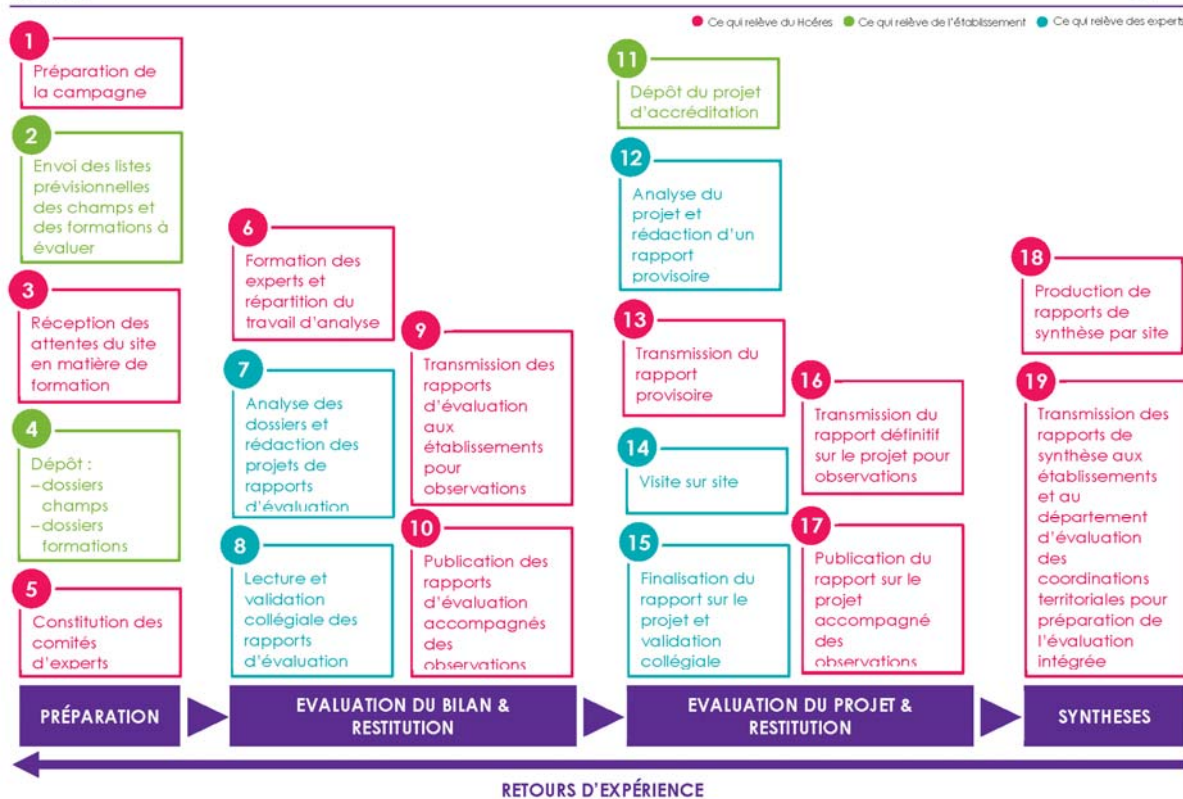 Ce qui relève du Hcéres Ce qui relève de l'établissement Ce qui relève des experts
1
Préparation de
la campagne
2
Envoi des listes
prévisionnelles
des champs et
des formations à
évaluer
3
Réception des
attentes du site
en matière de
formation
4
Dépôt :
–dossiers
champs
–dossiers
formations
5
Constitution des
comités
d'experts
6
Formation des
experts et
répartition du
travail d'analyse
7
Analyse des
dossiers et
rédaction des
projets de
rapports
d'évaluation
8
Lecture et
validation
collégiale des
rapports
d'évaluation
9
Transmission des
rapports
d'évaluation
aux
établissements
pour
observations
10
Publication des
rapports
d'évaluation
accompagnés
des
observations
11
Dépôt du projet
d'accréditation
12
Analyse du
projet et
rédaction d'un
rapport
provisoire
13
Transmission du
rapport
provisoire
14
Visite sur site
15
Finalisation du
rapport sur le
projet et
validation
collégiale
16
Transmission du
rapport définitif
sur le projet pour
observations
17
Publication du
rapport sur le
projet
accompagné
des
observations
18
Production de
rapports de
synthèse par site
19
Transmission des
rapports de
synthèse aux
établissements
et au
département
d'évaluation
des
coordinations
territoriales pour
préparation de
l'évaluation
intégrée
PRÉPARATION
EVALUATION DU BILAN &
RESTITUTION
EVALUATION DU PROJET &
RESTITUTION
SYNTHESES
RETOURS D'EXPÉRIENCE